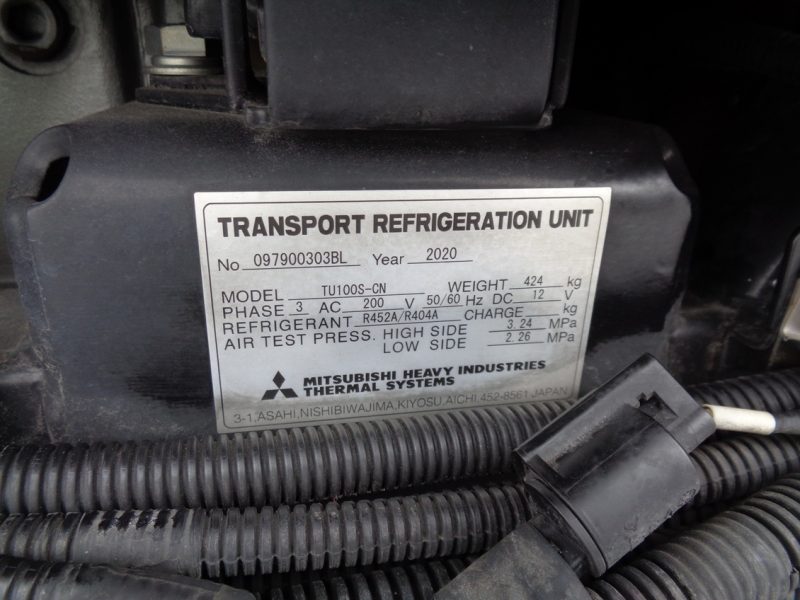 TRANSPORT REFRIGERATION UNIT
No 097900303BL Year 2020
MODEL TU100S-CN WEIGHT 424 kg
PHASE 3 AC 200 V 50/60 Hz DC 12 V
REFRIGERANT R452A/R404A CHARGE kg
AIR TEST PRESS. HIGH SIDE 3.24 MPa
LOW SIDE 2.26 MPa
MITSUBISHI HEAVY INDUSTRIES
THERMAL SYSTEMS
3-1,ASAHI,NISHIBIWAJIMA,KIYOSU,AICHI,452-8561,JAPAN